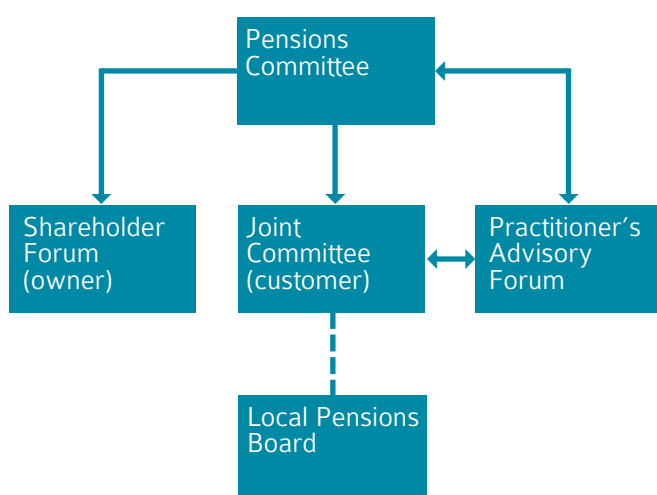 Pensions
Committee
Shareholder
Forum
(owner)
Joint
Committee
(customer)
Practitioner’s
Advisory
Forum
Local Pensions
Board